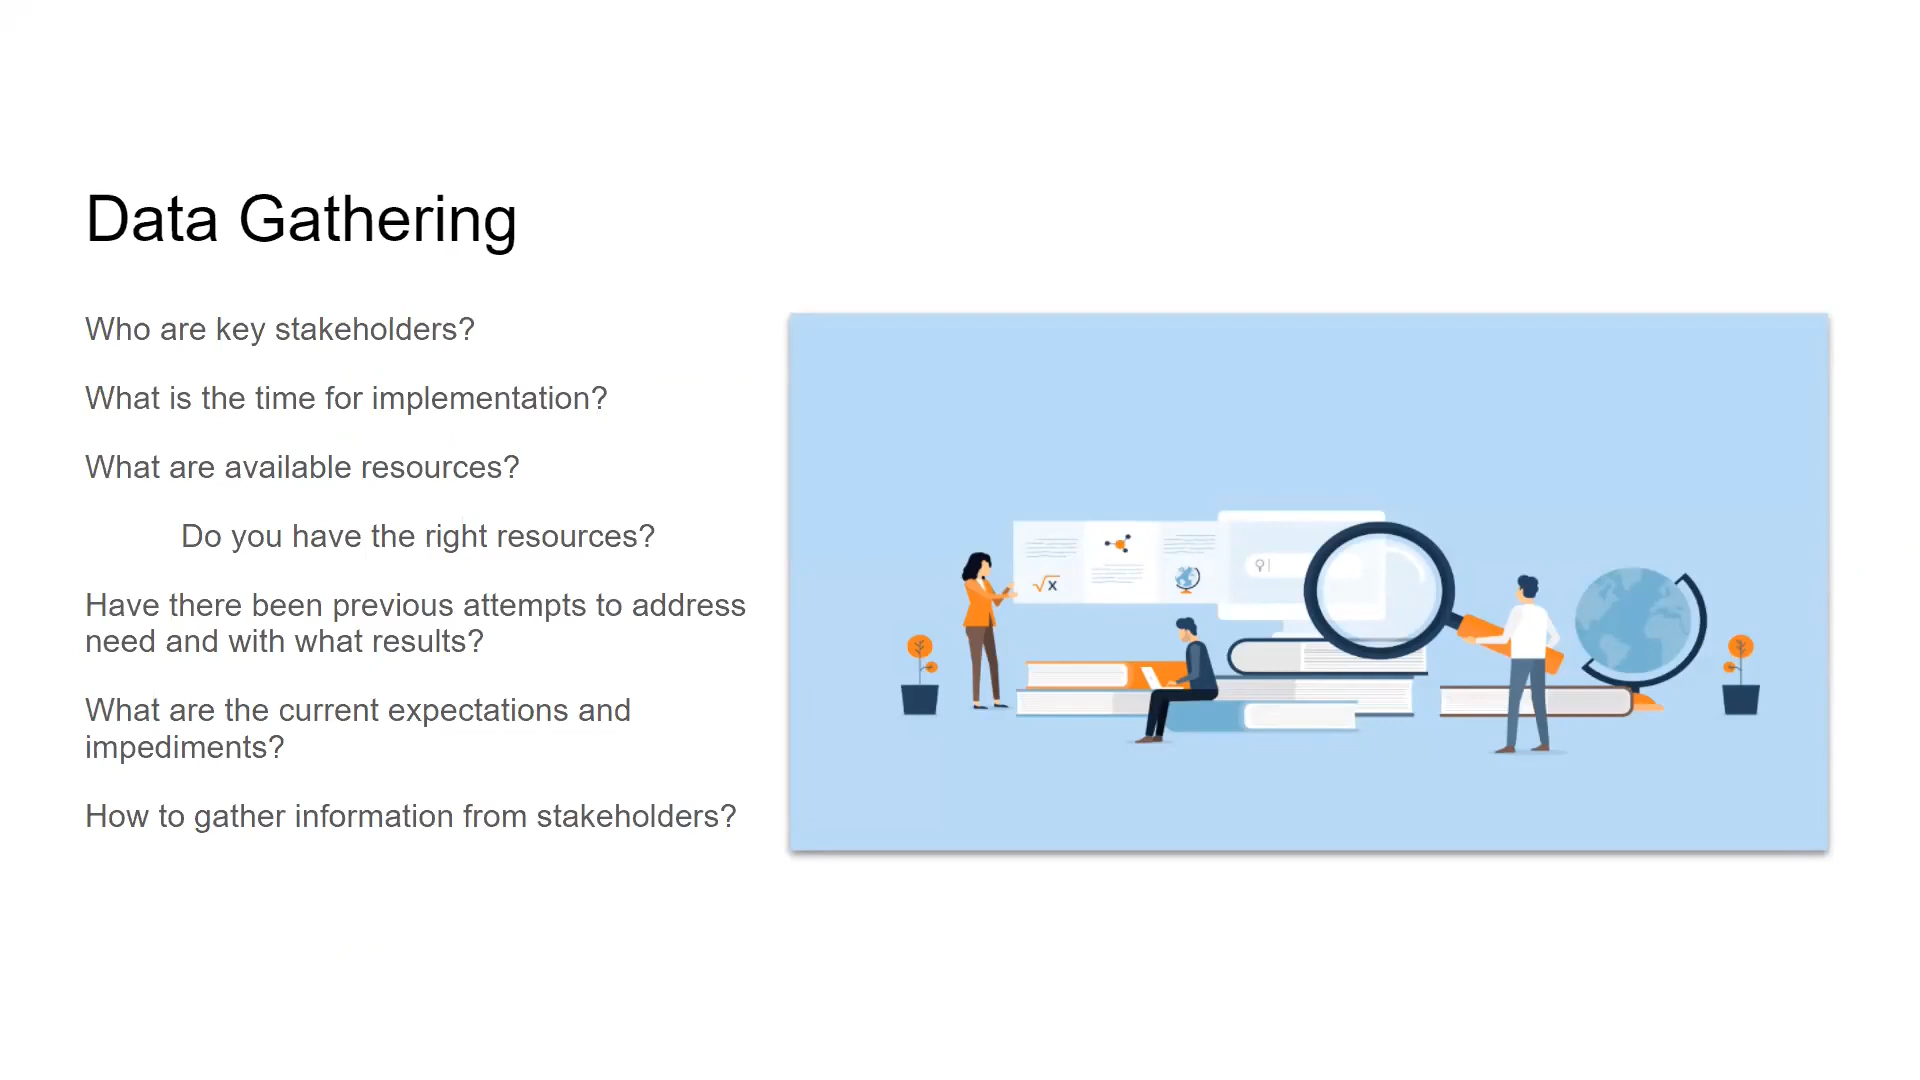 Data Gathering
Who are key stakeholders?
What is the time for implementation?
What are available resources?
Do you have the right resources?
Have there been previous attempts to address
need and with what results?
What are the current expectations and
impediments?
How to gather information from stakeholders?
√x